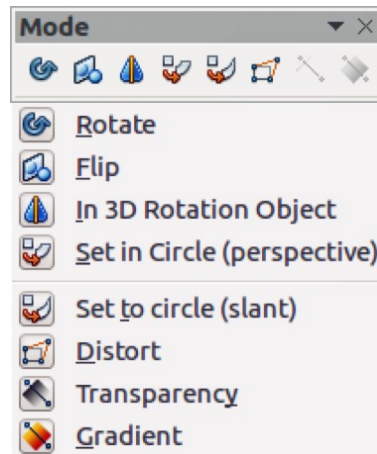 Mode
Rotate
Flip
In 3D Rotation Object
Set in Circle (perspective)
Set to circle (slant)
Distort
Transparency
Gradient